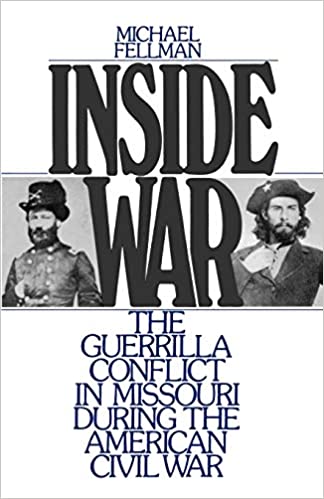 MICHAEL
FELLMAN
INSIDE
WAR
THE
GUERRILLA
CONFLICT
IN MISSOURI
DURING THE
AMERICAN
CIVIL WAR